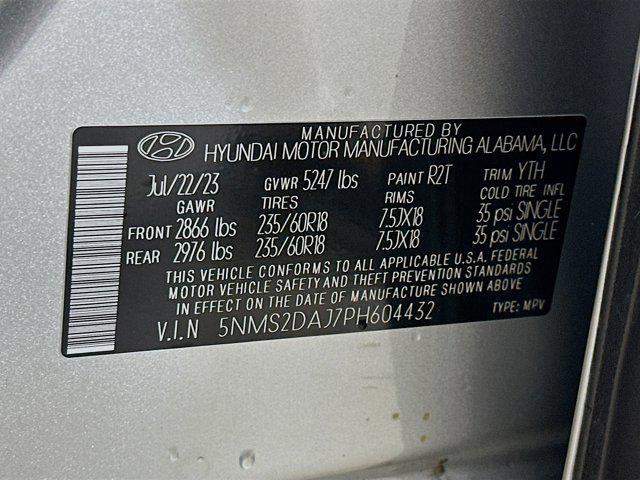 MANUFACTURED BY
HYUNDAI MOTOR MANUFACTURING ALABAMA, LLC
Jul/22/23 GVWR 5247 lbs PAINT R2T TRIM YTH
GAWR TIRES RIMS COLD TIRE INFL
FRONT 2866 lbs 235/60R18 7.5JX18 35 psi SINGLE
REAR 2976 lbs 235/60R18 7.5JX18 35 psi SINGLE
THIS VEHICLE CONFORMS TO ALL APPLICABLE U.S.A. FEDERAL
MOTOR VEHICLE SAFETY AND THEFT PREVENTION STANDARDS
IN EFFECT ON THE DATE OF MANUFACTURE SHOWN ABOVE
V.I.N 5NMS2DAJ7PH604432 TYPE: MPV